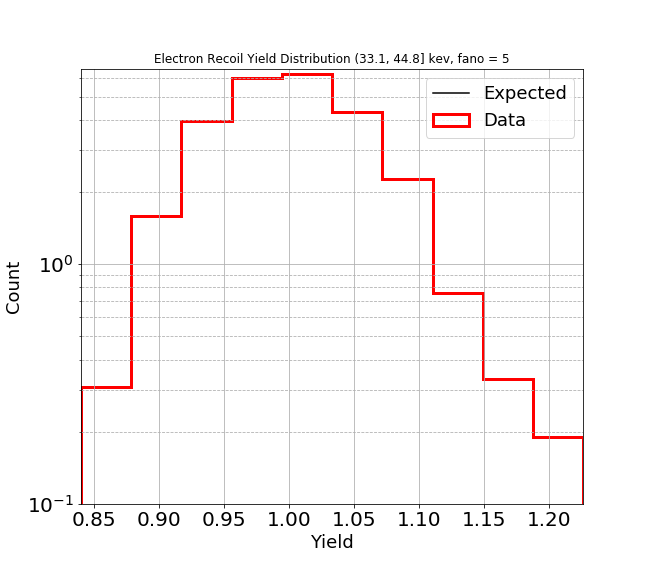 Electron Recoil Yield Distribution (33.1, 44.8] kev, fano = 5
Expected
Data
Count
10⁰
10⁻¹
0.85 0.90 0.95 1.00 1.05 1.10 1.15 1.20
Yield